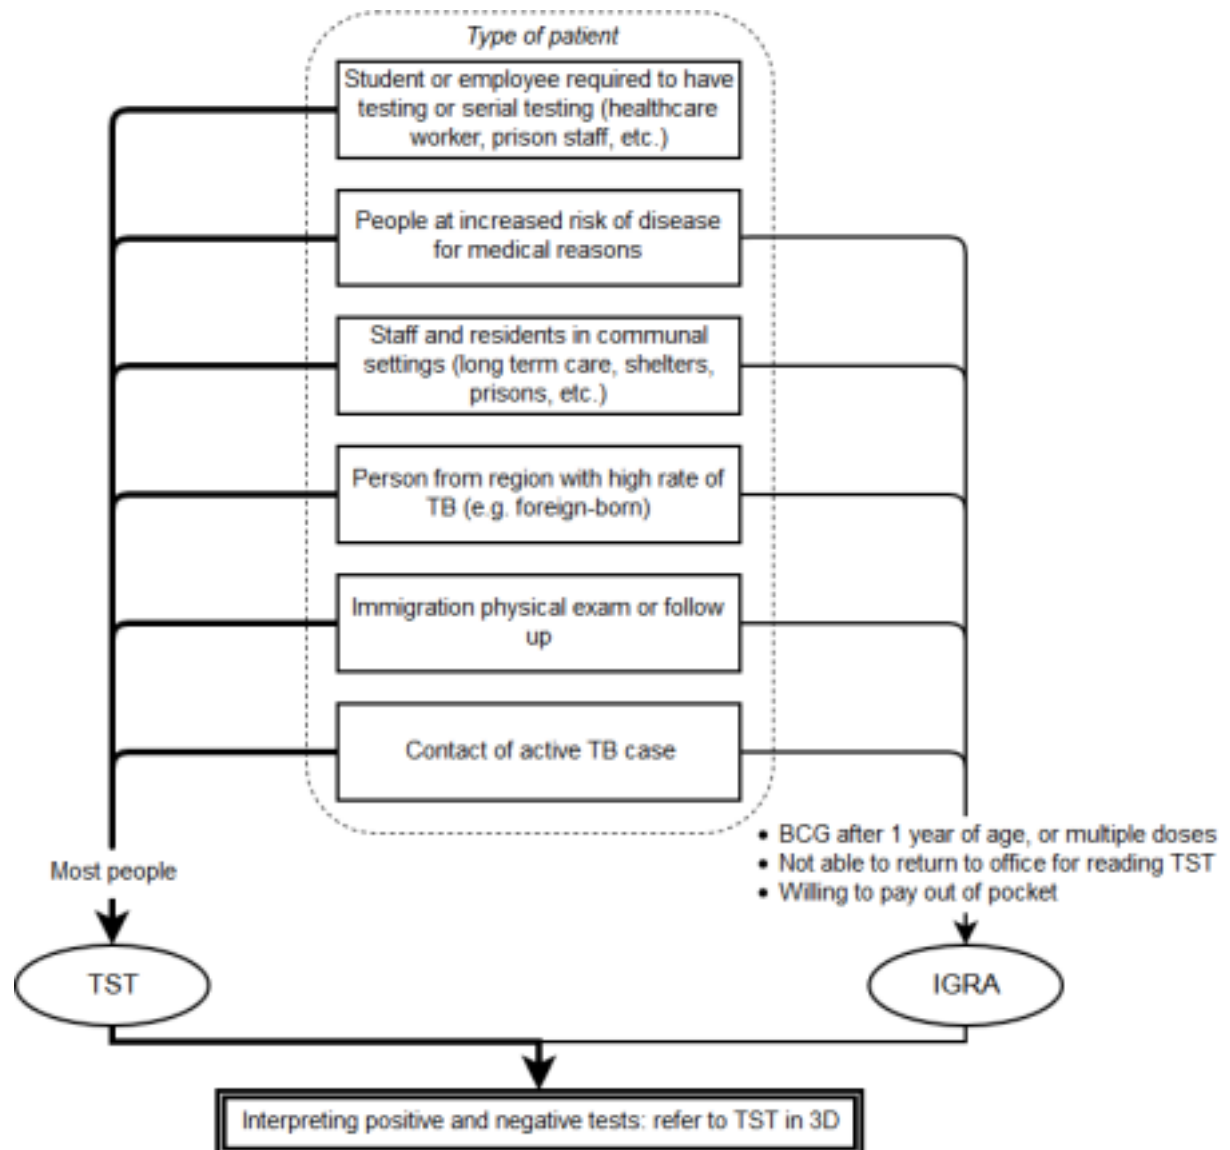 Type of patient
Student or employee required to have
testing or serial testing (healthcare
worker, prison staff, etc.)
People at increased risk of disease
for medical reasons
Staff and residents in communal
settings (long term care, shelters,
prisons, etc.)
Person from region with high rate of
TB (e.g. foreign-born)
Immigration physical exam or follow
up
Contact of active TB case
Most people
• BCG after 1 year of age, or multiple doses
• Not able to return to office for reading TST
• Willing to pay out of pocket
TST
IGRA
Interpreting positive and negative tests: refer to TST in 3D